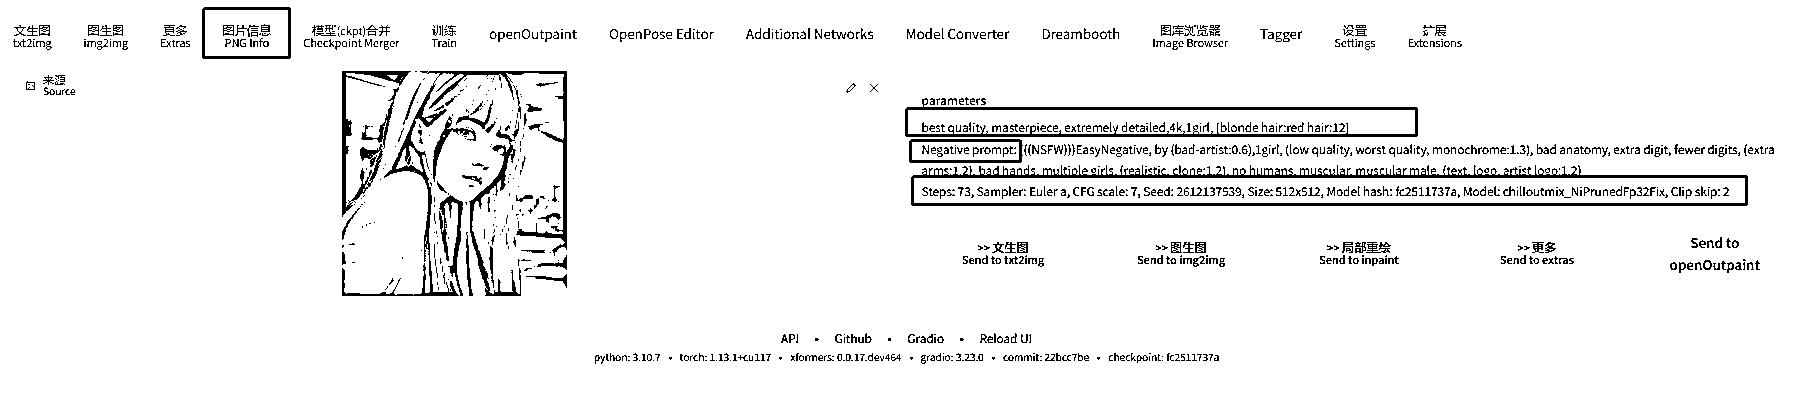 文生图 图生图 更多 图片信息 模型(ckpt)合并 训练 openOutpaint OpenPose Editor Additional Networks Model Converter Dreambooth 图库浏览器 Tagger 设置 扩展
txt2img img2img Extras PNG Info Checkpoint Merger Train Image Browser Settings Extensions
来源
Source
parameters
best quality, masterpiece, extremely detailed,4k,1girl, [blonde hair:red hair:12]
Negative prompt: (((NSFW)))EasyNegative, by (bad-artist:0.6),1girl, (low quality, worst quality, monochrome:1.3), bad anatomy, extra digit, fewer digits, (extra
arms:1.2), bad hands, multiple girls, (realistic, clone:1.2), no humans, muscular, muscular male, (text, logo, artist logo:1.2)
Steps: 73, Sampler: Euler a, CFG scale: 7, Seed: 2612137539, Size: 512x512, Model hash: fc2511737a, Model: chilloutmix_NiPrunedFp32Fix, Clip skip: 2
>> 文生图 >> 图生图 >> 局部重绘 >> 更多 Send to
Send to txt2img Send to img2img Send to inpaint Send to extras openOutpaint
API • Github • Gradio • Reload UI
python: 3.10.7 • torch: 1.13.1+cu117 • xformers: 0.0.17.dev464 • gradio: 3.23.0 • commit: 22bcc7be • checkpoint: fc2511737a